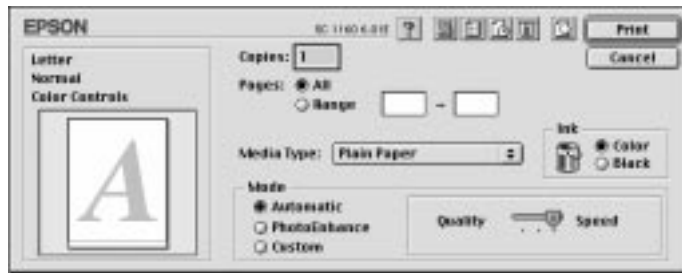 EPSON
SC 1160 6.01E ? Print
Cancel
Letter
Normal
Color Controls
A
Copies: 1
Pages: All
Range
Media Type: Plain Paper
Ink
Color
Black
Mode
Automatic
PhotoEnhance
Custom
Quality Speed